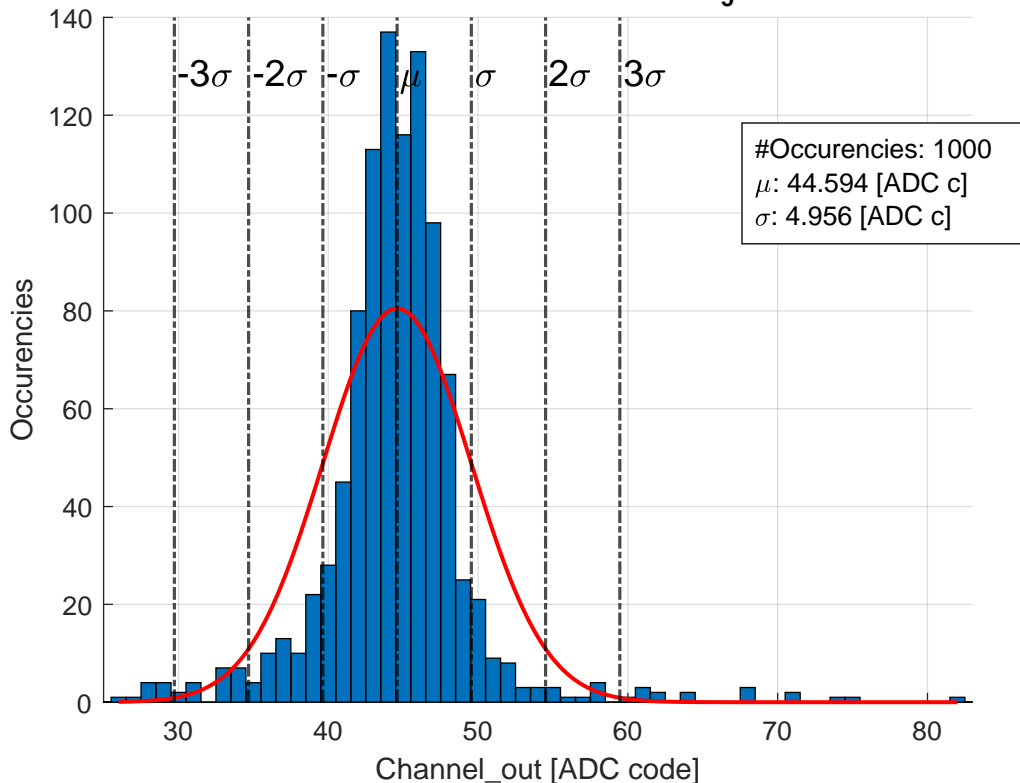 140
120
100
80
60
40
20
0
-3σ -2σ -σ μ σ 2σ 3σ
#Occurencies: 1000
μ: 44.594 [ADC c]
σ: 4.956 [ADC c]
Occurencies
30 40 50 60 70 80
Channel_out [ADC code]